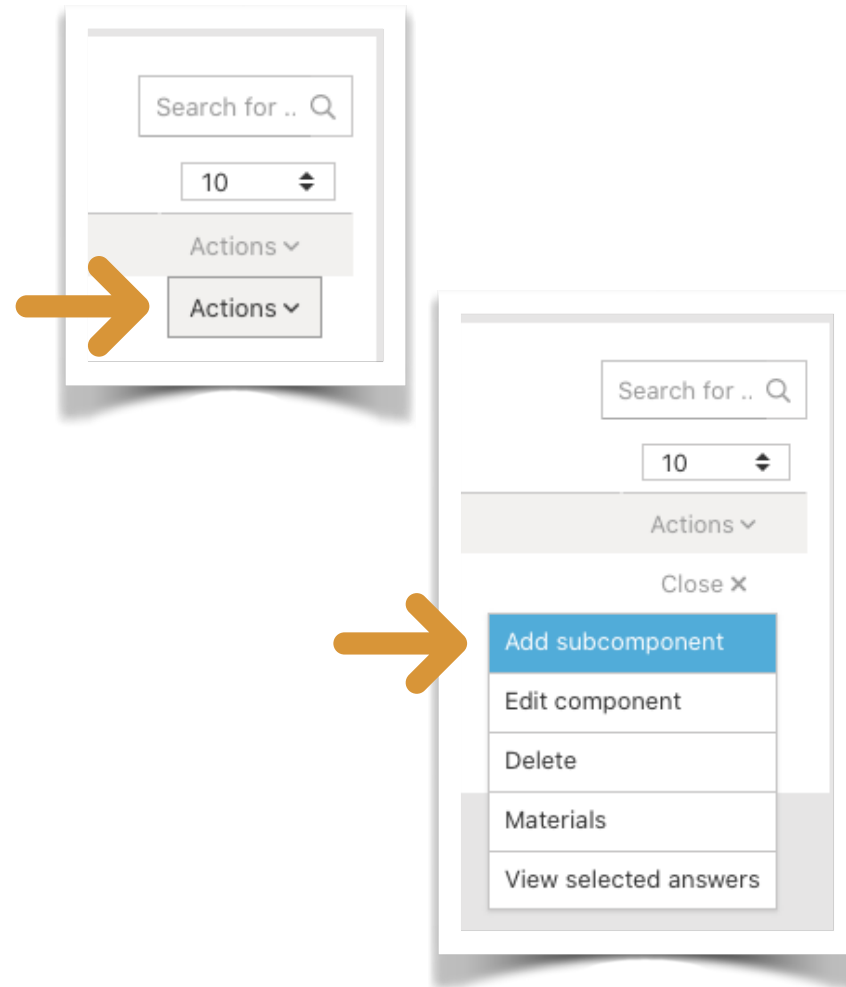 Search for ..
10
Actions
Actions
Search for ..
10
Actions
Close
Add subcomponent
Edit component
Delete
Materials
View selected answers